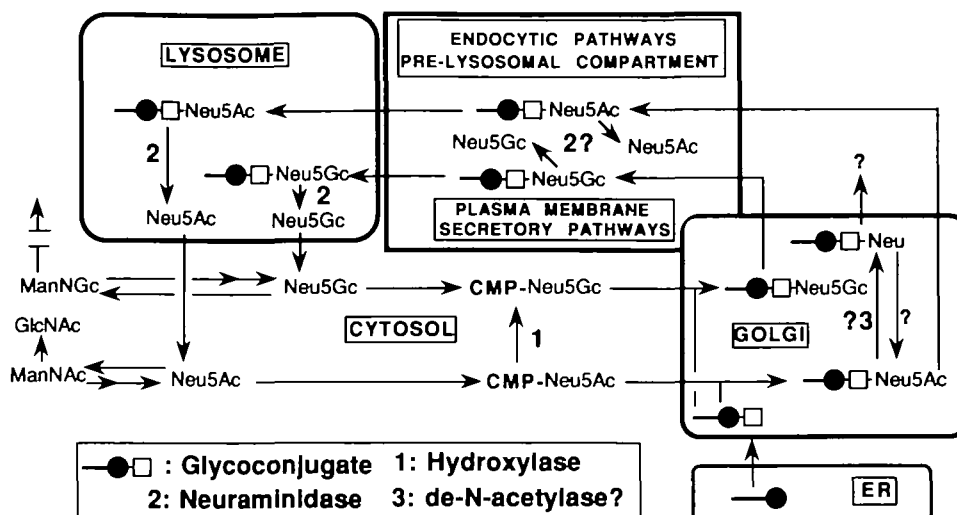 LYSOSOME
Neu5Ac
2
Neu5Gc
2
Neu5Ac
Neu5Gc
ENDOCYTIC PATHWAYS
PRE-LYSOSOMAL COMPARTMENT
Neu5Ac
Neu5Gc
2?
Neu5Ac
Neu5Gc
PLASMA MEMBRANE
SECRETORY PATHWAYS
?
Neu
Neu5Gc
GOLGI
?3
?
Neu5Ac
ManNGc
Neu5Gc
CMP-Neu5Gc
GlcNAc
CYTOSOL
1
ManNAc
Neu5Ac
CMP-Neu5Ac
: Glycoconjugate 1: Hydroxylase
2: Neuraminidase 3: de-N-acetylase?
ER